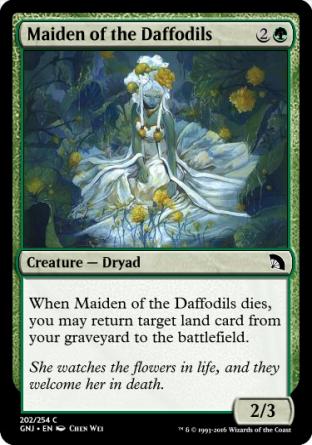 Maiden of the Daffodils 2
Creature — Dryad
When Maiden of the Daffodils dies,
you may return target land card from
your graveyard to the battlefield.
She watches the flowers in life, and they
welcome her in death.
2/3
202/254 C
GNJ • EN Chen Wei
™ & © 1993-2016 Wizards of the Coast